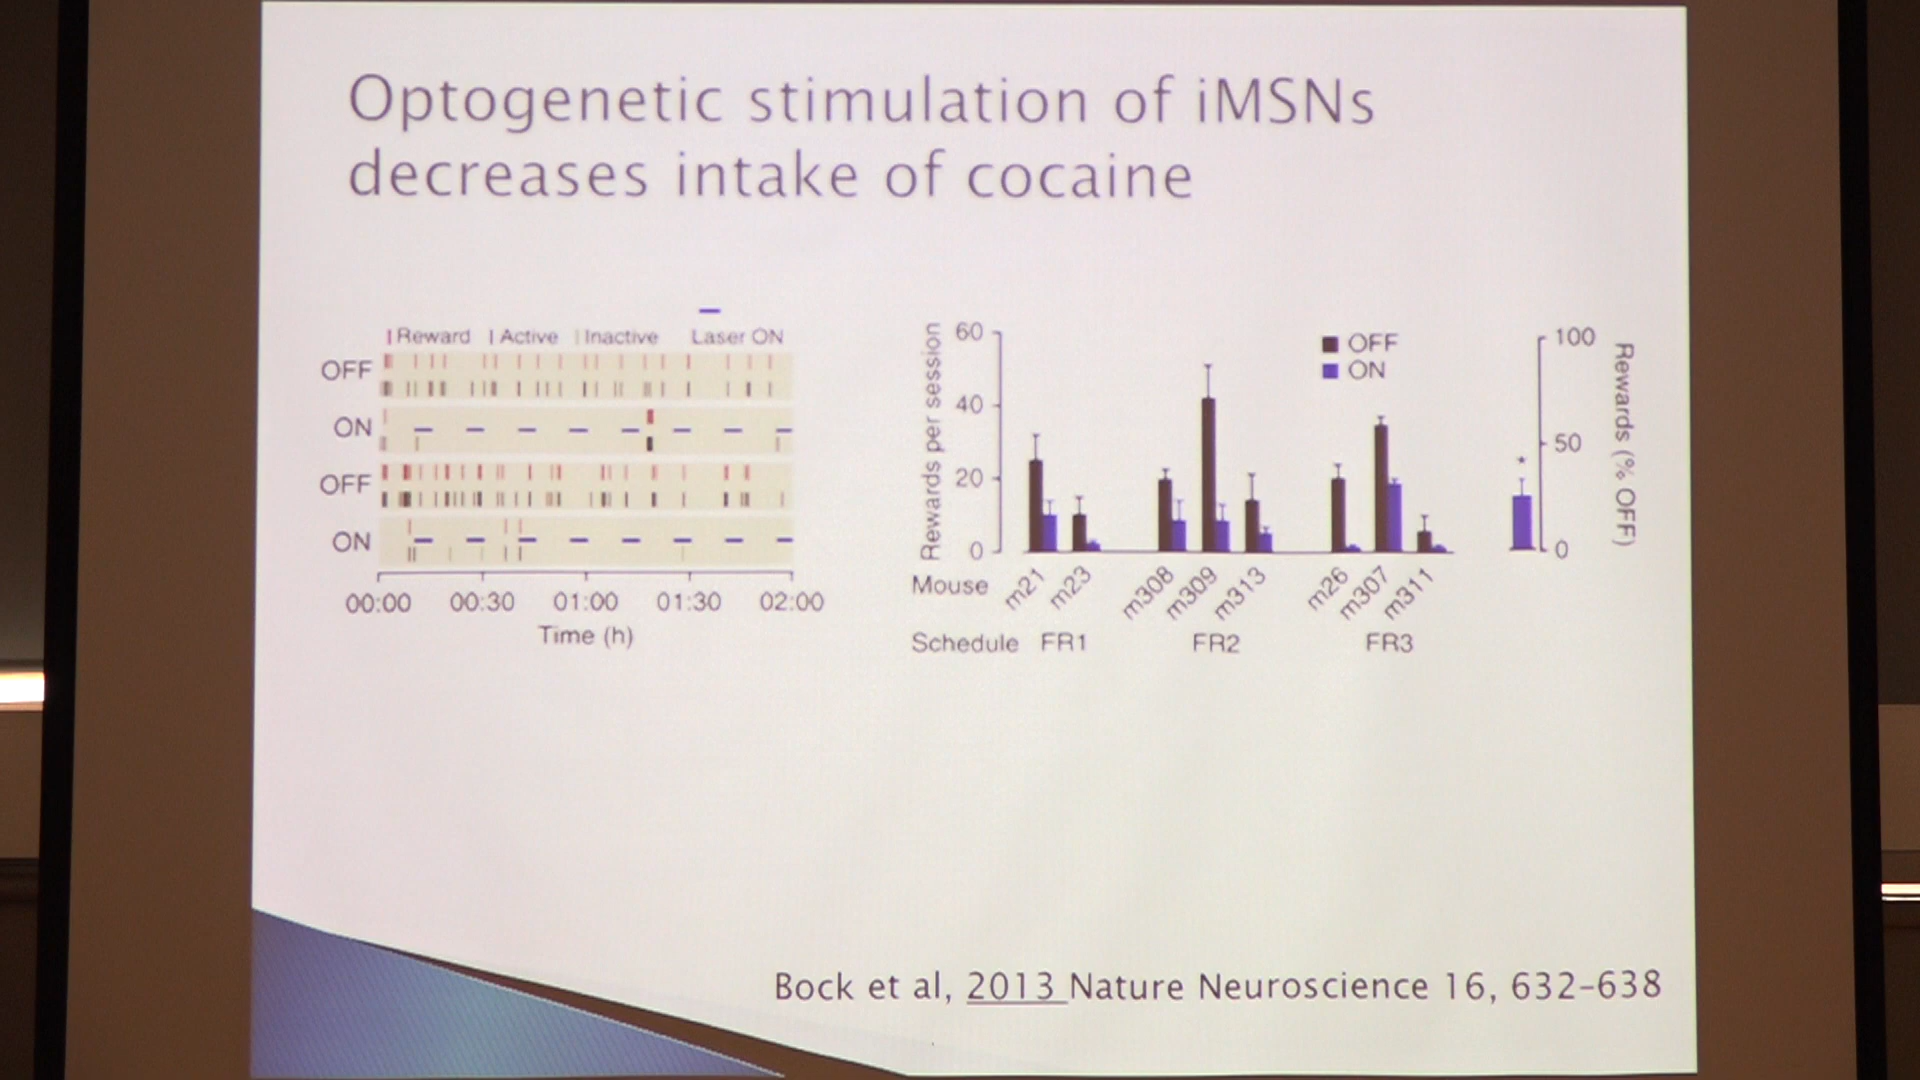 Optogenetic stimulation of iMSNs
decreases intake of cocaine
Reward Active Inactive Laser ON
OFF
ON
OFF
ON
00:00 00:30 01:00 01:30 02:00
Time (h)
Rewards per session
60
40
20
0
OFF
ON
Mouse m21 m23 m308 m309 m313 m26 m307 m311
Schedule FR1 FR2 FR3
*
100
50
0
Rewards (% OFF)
Bock et al, 2013 Nature Neuroscience 16, 632-638